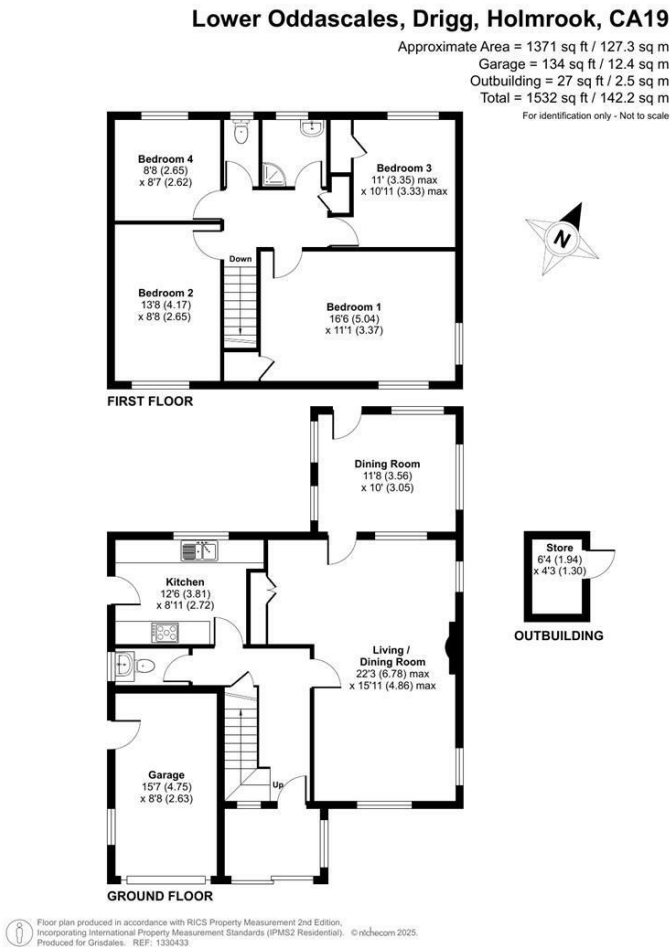 Lower Oddascales, Drigg, Holmrook, CA19
Approximate Area = 1371 sq ft / 127.3 sq m
Garage = 134 sq ft / 12.4 sq m
Outbuilding = 27 sq ft / 2.5 sq m
Total = 1532 sq ft / 142.2 sq m
For identification only - Not to scale
Bedroom 4
8'8 (2.65)
x 8'7 (2.62)
Bedroom 3
11' (3.35) max
x 10'11 (3.33) max
N
Down
Bedroom 2
13'8 (4.17)
x 8'8 (2.65)
Bedroom 1
16'6 (5.04)
x 11'1 (3.37)
FIRST FLOOR
Dining Room
11'8 (3.56)
x 10' (3.05)
Store
6'4 (1.94)
x 4'3 (1.30)
OUTBUILDING
Kitchen
12'6 (3.81)
x 8'11 (2.72)
Living /
Dining Room
22'3 (6.78) max
x 15'11 (4.86) max
Garage
15'7 (4.75)
x 8'8 (2.63)
Up
GROUND FLOOR
Floor plan produced in accordance with RICS Property Measurement 2nd Edition,
Incorporating International Property Measurement Standards (IPMS2 Residential). © nichecom 2025.
Produced for Grisdales. REF: 1330433